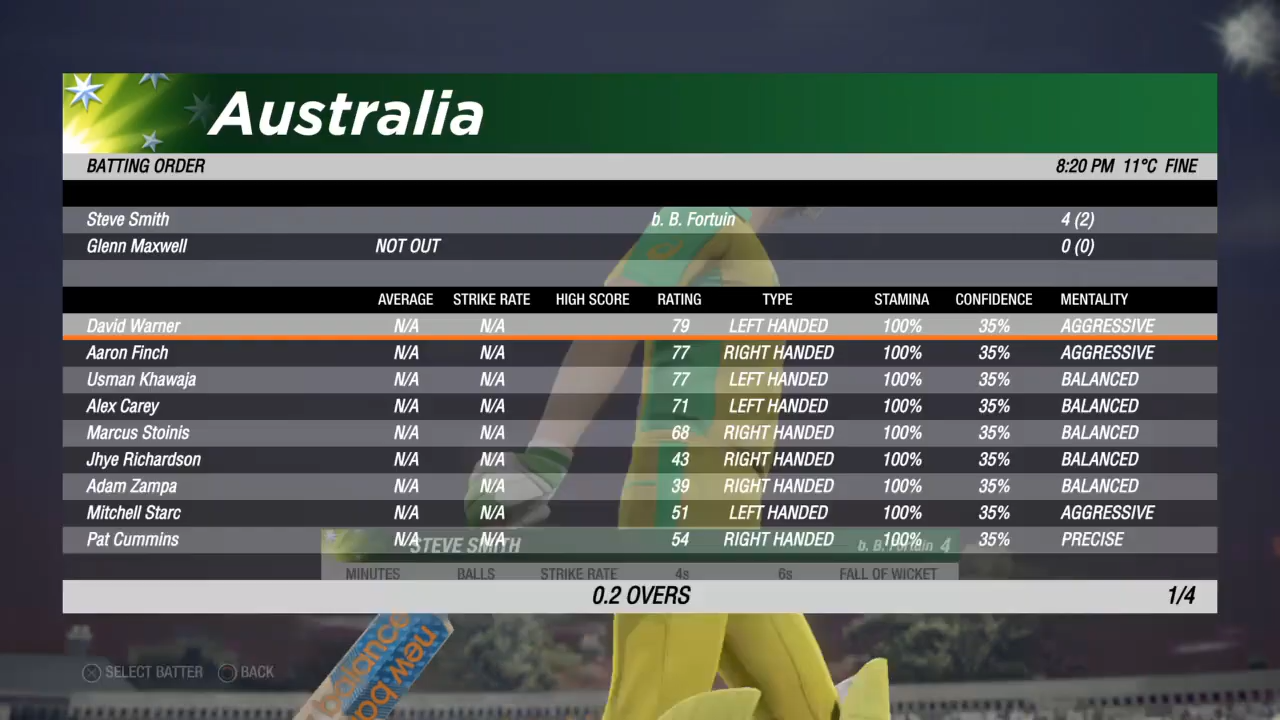 Australia
BATTING ORDER 8:20 PM 11°C FINE
Steve Smith b. B. Fortuin 4 (2)
Glenn Maxwell NOT OUT 0 (0)
AVERAGE STRIKE RATE HIGH SCORE RATING TYPE STAMINA CONFIDENCE MENTALITY
David Warner N/A N/A 79 LEFT HANDED 100% 35% AGGRESSIVE
Aaron Finch N/A N/A 77 RIGHT HANDED 100% 35% AGGRESSIVE
Usman Khawaja N/A N/A 77 LEFT HANDED 100% 35% BALANCED
Alex Carey N/A N/A 71 LEFT HANDED 100% 35% BALANCED
Marcus Stoinis N/A N/A 68 RIGHT HANDED 100% 35% BALANCED
Jhye Richardson N/A N/A 43 RIGHT HANDED 100% 35% BALANCED
Adam Zampa N/A N/A 39 RIGHT HANDED 100% 35% BALANCED
Mitchell Starc N/A N/A 51 LEFT HANDED 100% 35% AGGRESSIVE
Pat Cummins N/A N/A 54 RIGHT HANDED 100% 35% PRECISE
STEVE SMITH b. B. Fortuin 4
MINUTES BALLS STRIKE RATE 4s 6s FALL OF WICKET
0.2 OVERS 1/4
new balance
new ba
SELECT BATTER BACK